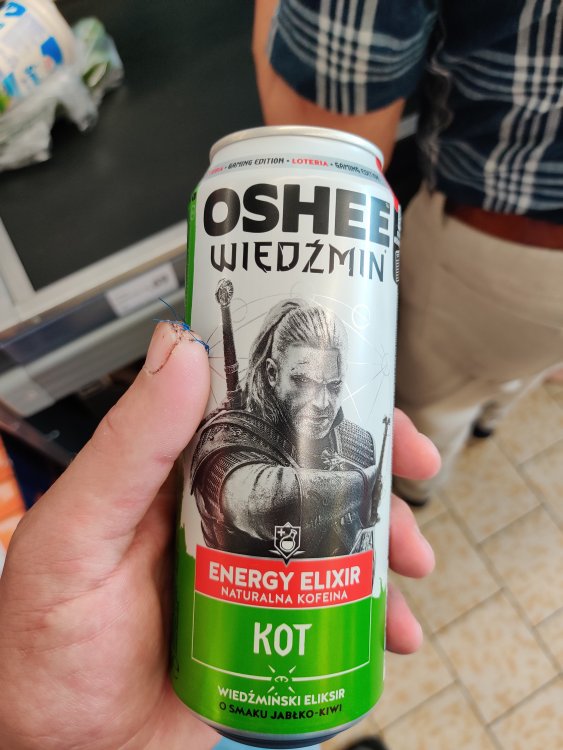 GAMING EDITION • LOTERIA • GAMING EDITION
OSHEE
WIEDŹMIN
ENERGY ELIXIR
NATURALNA KOFEINA
KOT
WIEDŹMIŃSKI ELIKSIR
O SMAKU JABŁKO-KIWI